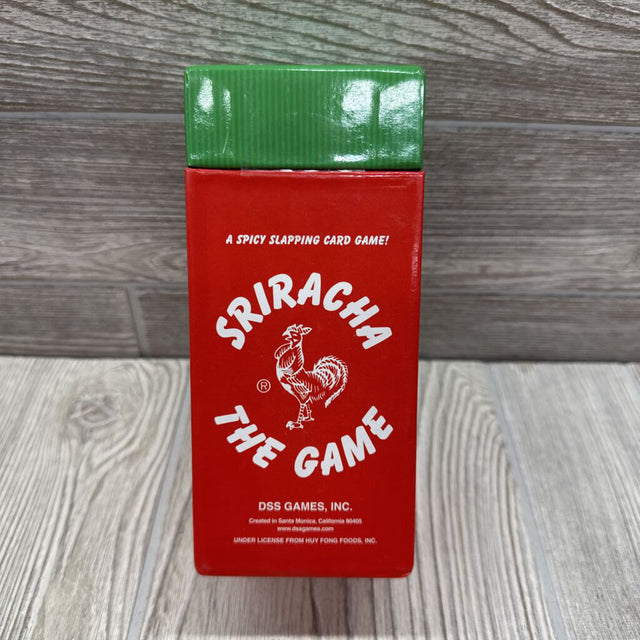 A SPICY SLAPPING CARD GAME!
SRIRACHA
®
THE GAME
DSS GAMES, INC.
Created in Santa Monica, California 90405
www.dssgames.com
UNDER LICENSE FROM HUY FONG FOODS, INC.